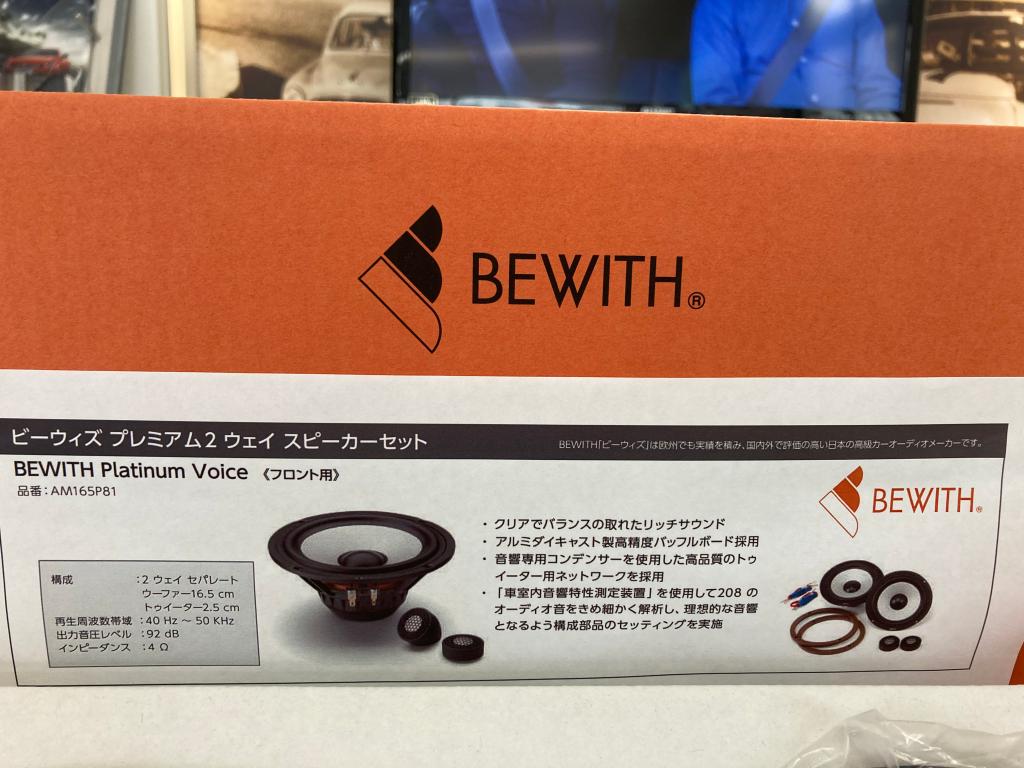 BEWITH®
ビーウィズ プレミアム2 ウェイ スピーカーセット
BEWITH「ビーウィズ」は欧州でも実績を積み、国内外で評価の高い日本の高級カーオーディオメーカーです。
BEWITH Platinum Voice 《フロント用》
品番:AM165P81
BEWITH®
・クリアでバランスの取れたリッチサウンド
・アルミダイキャスト製高精度バッフルボード採用
・音響専用コンデンサーを使用した高品質のトゥ
イーター用ネットワークを採用
・「車室内音響特性測定装置」を使用して208 の
オーディオ音をきめ細かく解析し、理想的な音響
となるよう構成部品のセッティングを実施
構成 :2 ウェイ セパレート
ウーファー16.5 cm
トゥイーター2.5 cm
再生周波数帯域 :40 Hz ～ 50 KHz
出力音圧レベル :92 dB
インピーダンス :4 Ω